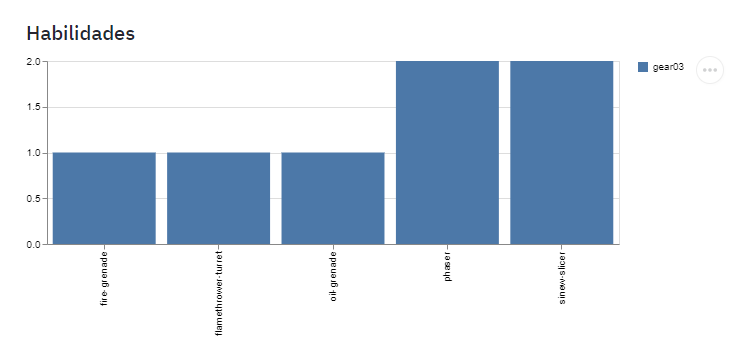 Habilidades
2.0
1.5
1.0
0.5
0.0
fire-grenade
flamethrower-turret
oil-grenade
phaser
sinew-slicer
gear03